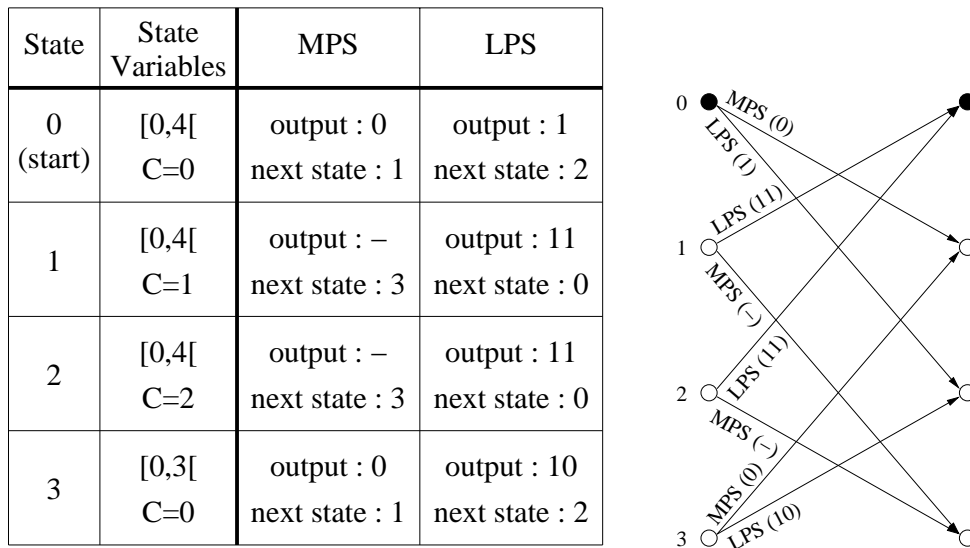 State State Variables MPS LPS
0 (start) [0,4[ C=0 output : 0 next state : 1 output : 1 next state : 2
1 [0,4[ C=1 output : – next state : 3 output : 11 next state : 0
2 [0,4[ C=2 output : – next state : 3 output : 11 next state : 0
3 [0,3[ C=0 output : 0 next state : 1 output : 10 next state : 2
0
MPS (0)
LPS (1)
1
LPS (11)
MPS (–)
2
LPS (11)
MPS (–)
3
MPS (0)
LPS (10)